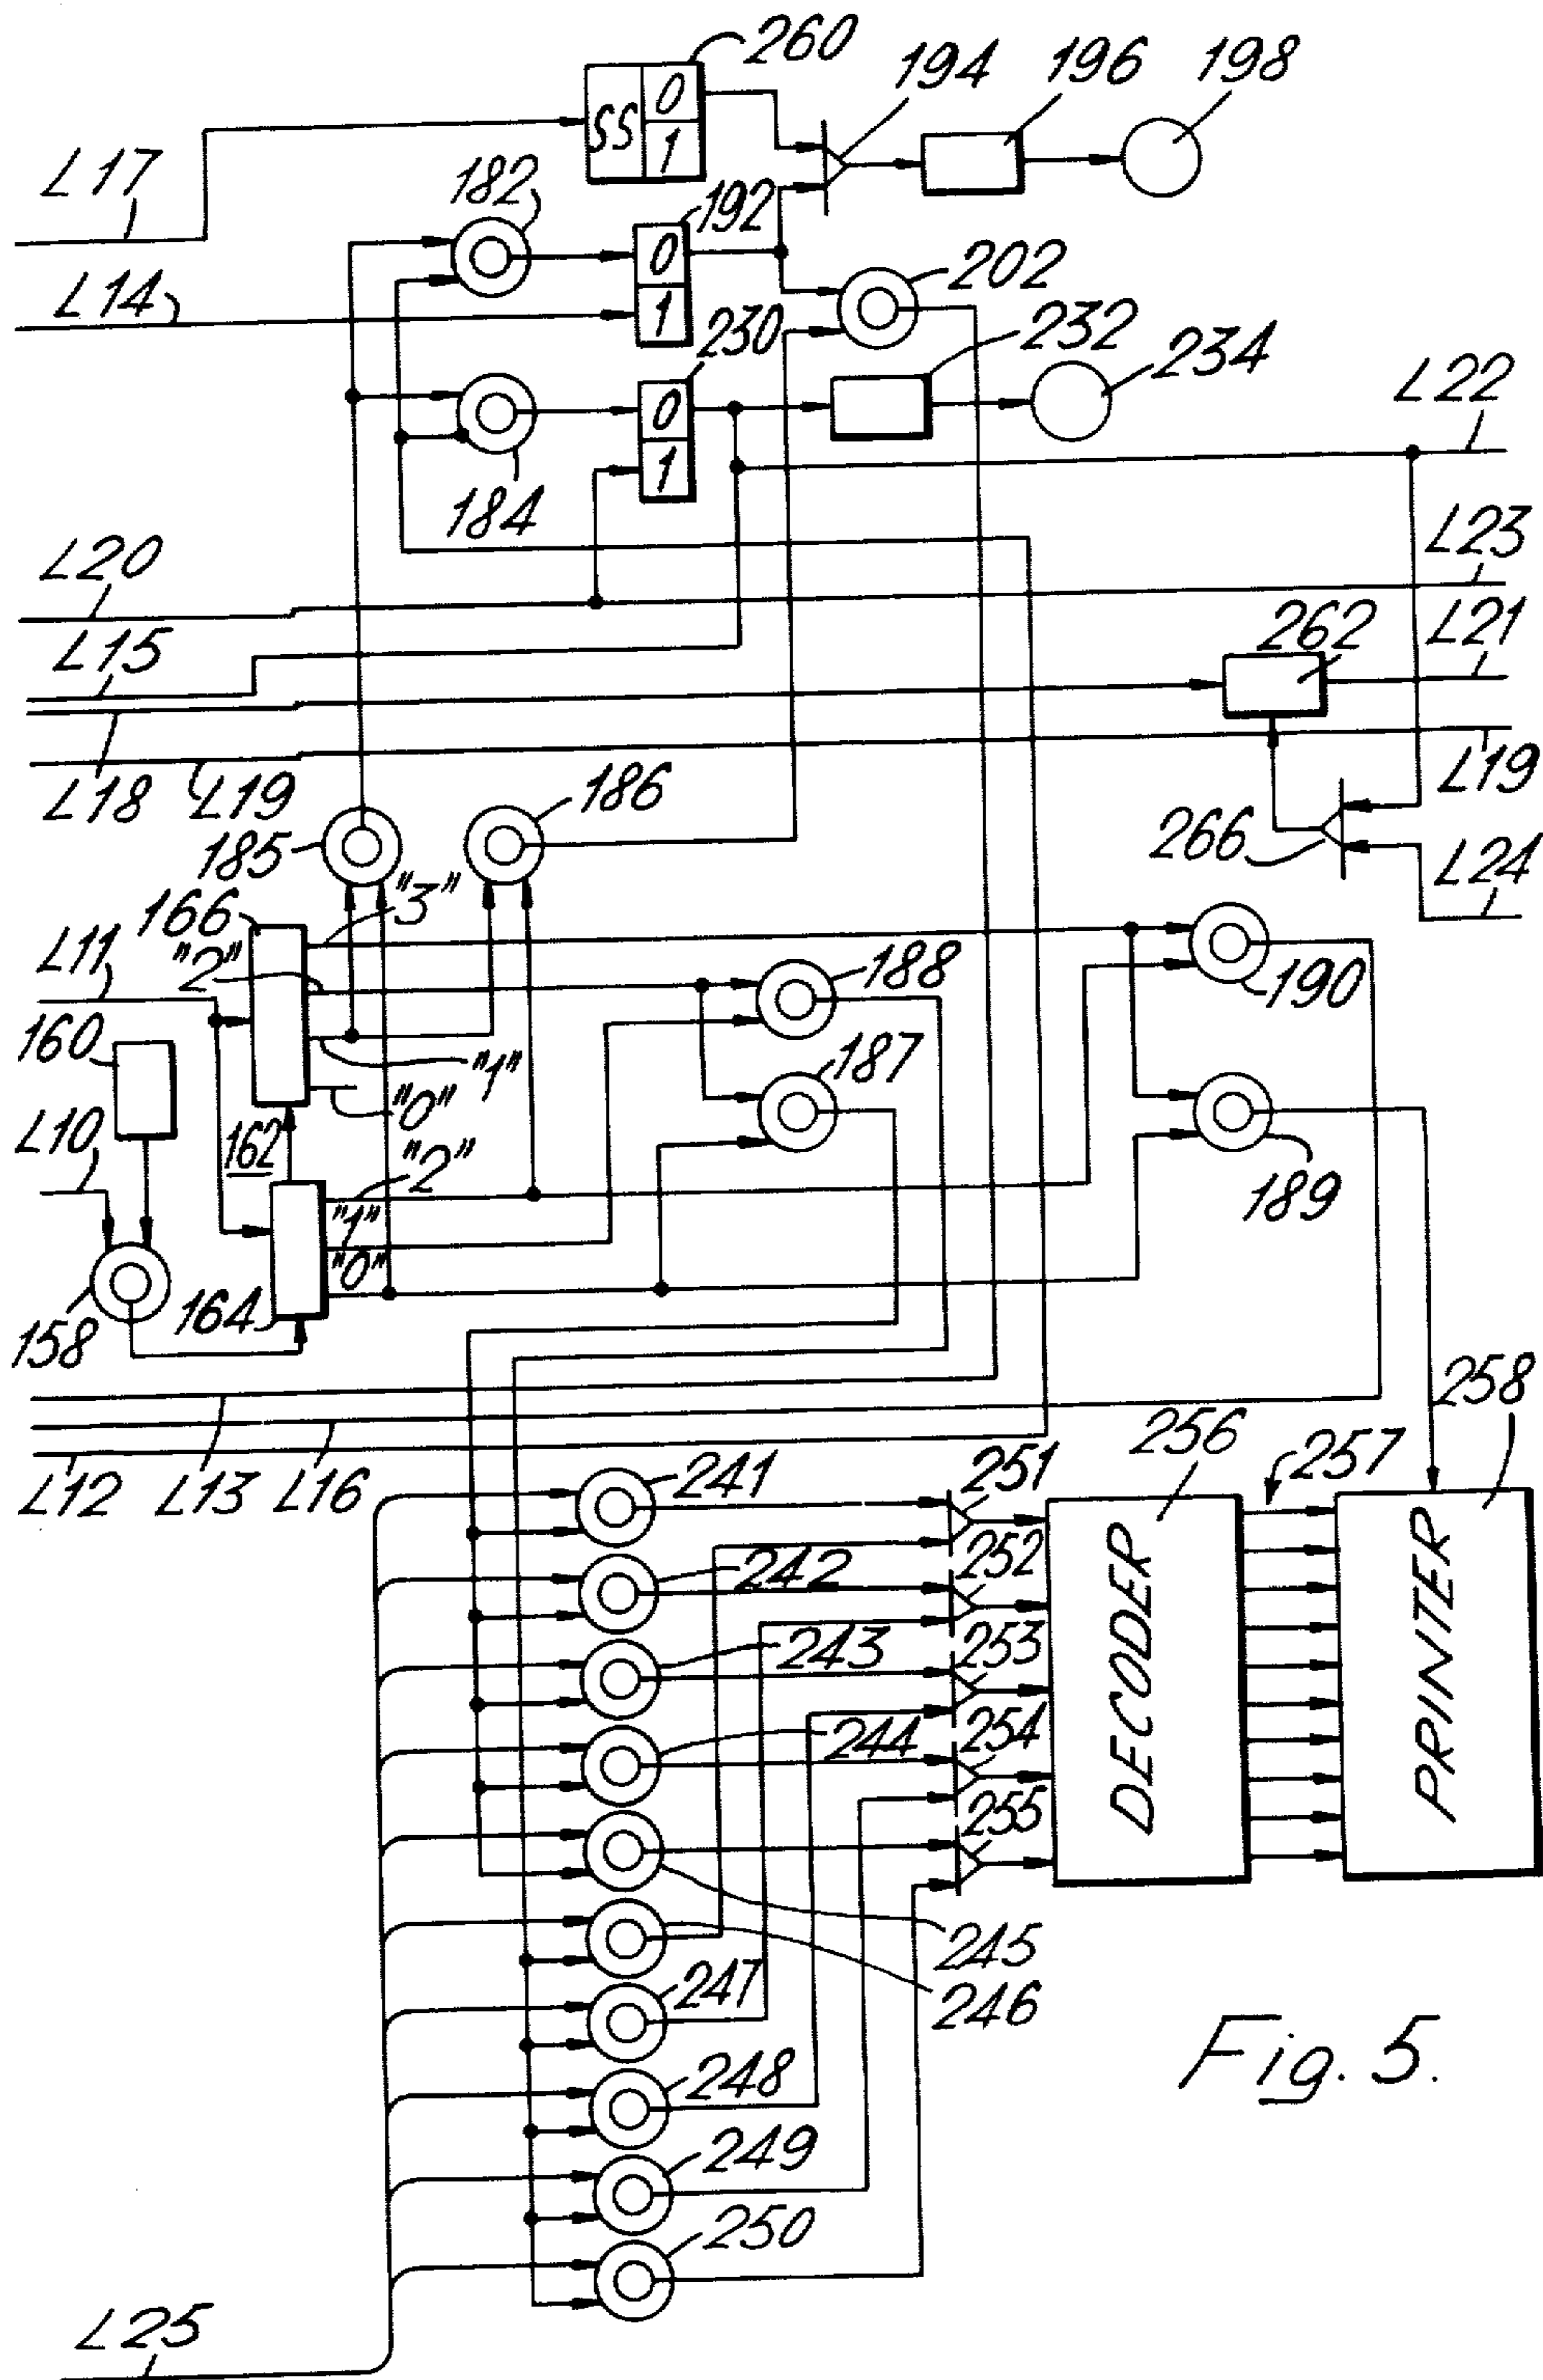 260
194
196
198
SS
0
1
L17
182
192
0
1
202
L14
230
232
234
0
1
184
L22
L20
L23
L15
262
L21
L18
L19
L19
185
186
266
L24
166
"3"
"2"
L11
188
190
160
"1"
"0"
187
L10
162
"2"
"1"
"0"
189
158
164
258
L12
L13
L16
241
251
256
257
242
252
243
253
DECODER
PRINTER
244
254
255
245
246
247
248
249
250
L25
Fig. 5.